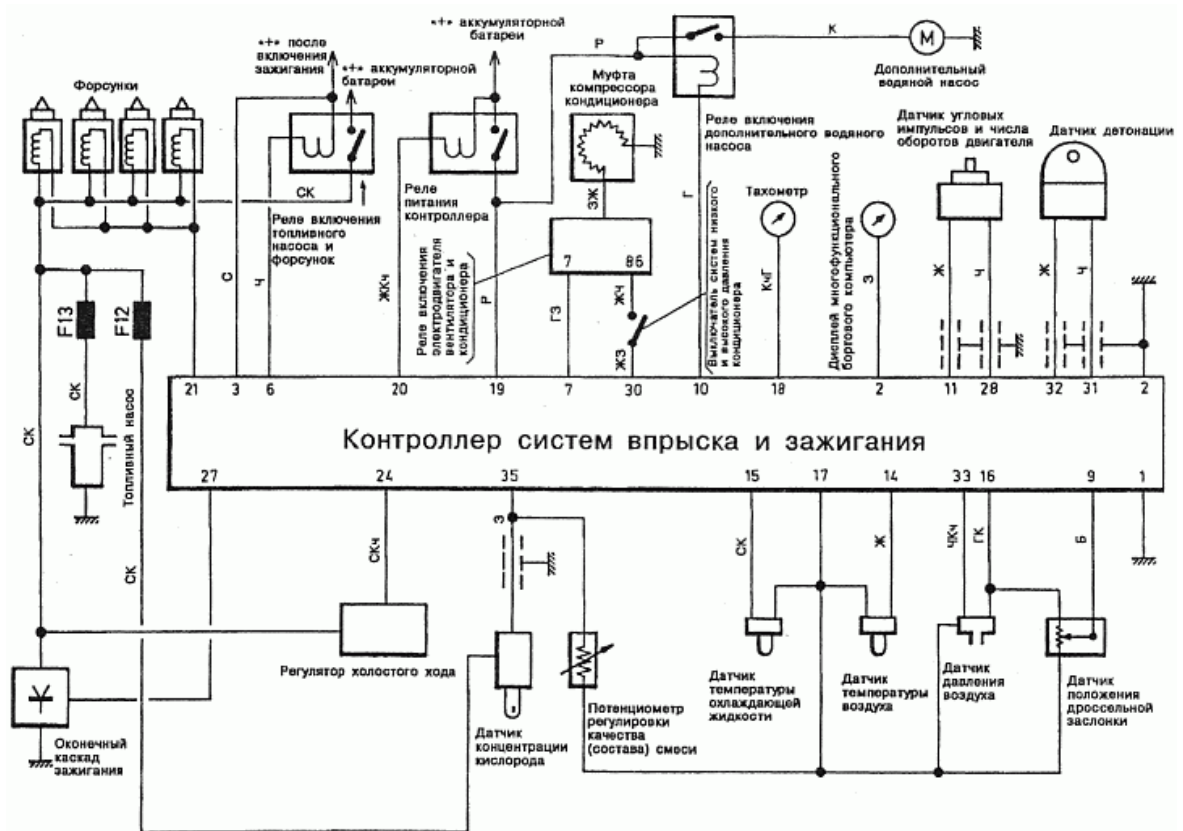 «+» после
включения
зажигания
«+» аккумуляторной
батареи
«+» аккумуляторной
батареи
Форсунки
Р
К
М
Дополнительный
водяной насос
Муфта
компрессора
кондиционера
Реле включения
дополнительного водяного
насоса
Датчик угловых
импульсов и числа
оборотов двигателя
Датчик детонации
СК
Реле включения
топливного
насоса и
форсунок
Реле
питания
контроллера
ЗЖ
Г
Тахометр
Дисплей многофункционального
бортового компьютера
С
Ч
ЖКч
Реле включения
электродвигателя
вентилятора и
кондиционера
Р
7
86
ГЗ
ЖЧ
ЖЗ
Выключатель систем низкого
и высокого давления
кондиционера
КчГ
З
Ж
Ч
Ж
Ч
F13
F12
СК
СК
Топливный насос
СК
21
3
6
20
19
7
30
10
18
2
11
28
32
31
2
Контроллер систем впрыска и зажигания
27
24
35
15
17
14
33
16
9
1
СКч
З
СК
Ж
ЧКч
ГК
Б
Регулятор холостого хода
Оконечный
каскад
зажигания
Датчик
концентрации
кислорода
Потенциометр
регулировки
качества
(состава) смеси
Датчик
температуры
охлаждающей
жидкости
Датчик
температуры
воздуха
Датчик
давления
воздуха
Датчик
положения
дроссельной
заслонки